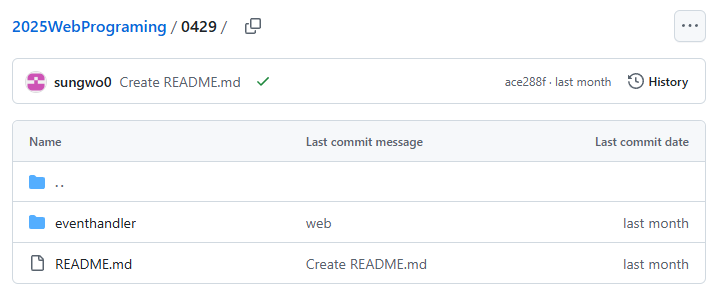 2025WebPrograming / 0429 /
sungwo0 Create README.md ace288f · last month History
Name Last commit message Last commit date
..
eventhandler web last month
README.md Create README.md last month